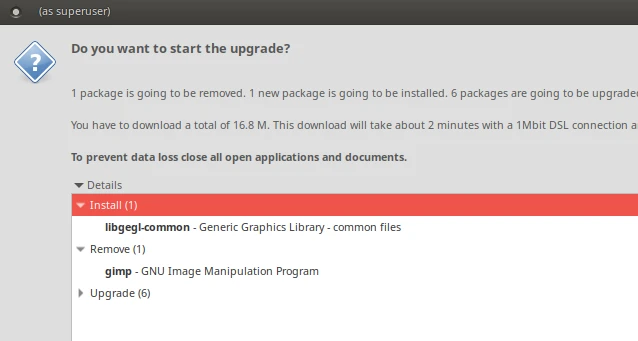 (as superuser)
Do you want to start the upgrade?
?
1 package is going to be removed. 1 new package is going to be installed. 6 packages are going to be upgraded
You have to download a total of 16.8 M. This download will take about 2 minutes with a 1Mbit DSL connection
To prevent data loss close all open applications and documents.
Details
Install (1)
libgegl-common - Generic Graphics Library - common files
Remove (1)
gimp - GNU Image Manipulation Program
Upgrade (6)